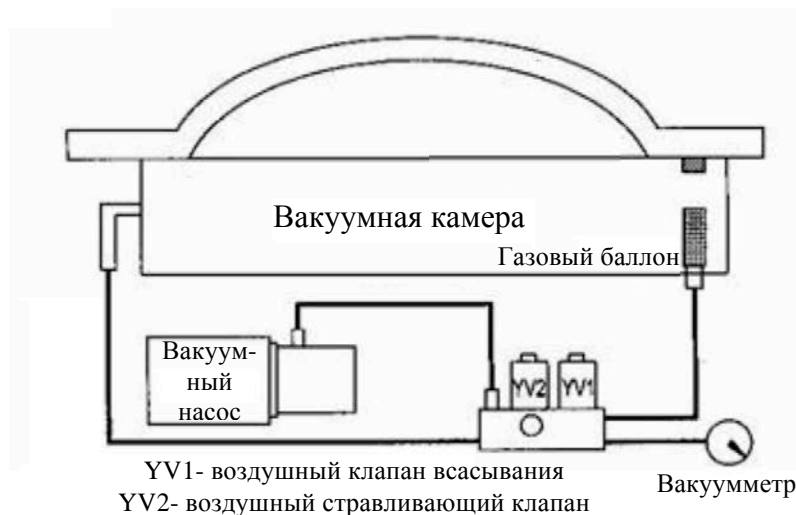 Вакуумная камера
Газовый баллон
Вакуум-
ный
насос
YV2 YV1
YV1- воздушный клапан всасывания
Вакуумметр
YV2- воздушный стравливающий клапан